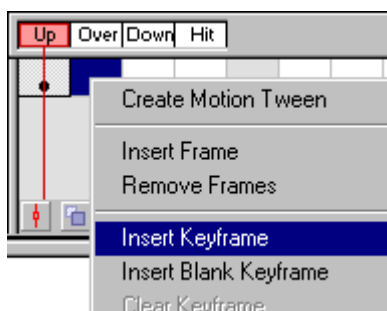 Up Over Down Hit
Create Motion Tween
Insert Frame
Remove Frames
Insert Keyframe
Insert Blank Keyframe
Clear Keyframe